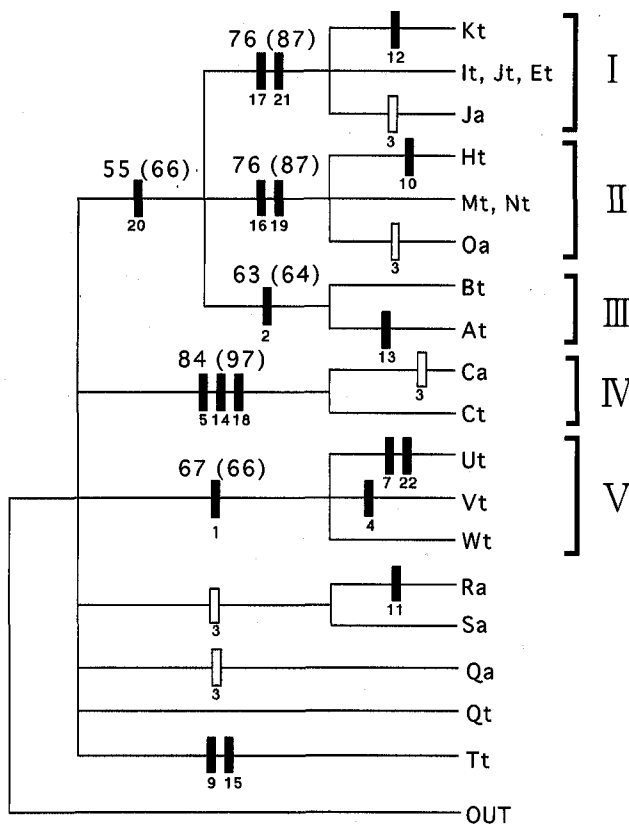 Kt
76 (87)
12
17 21
It, Jt, Et
I
Ja
3
Ht
55 (66)
76 (87)
10
20
16 19
Mt, Nt
II
Oa
3
63 (64)
Bt
2
At
III
13
84 (97)
Ca
3
5 14 18
IV
Ct
67 (66)
Ut
7 22
1
Vt
V
4
Wt
Ra
11
3
Sa
Qa
3
Qt
Tt
9 15
OUT